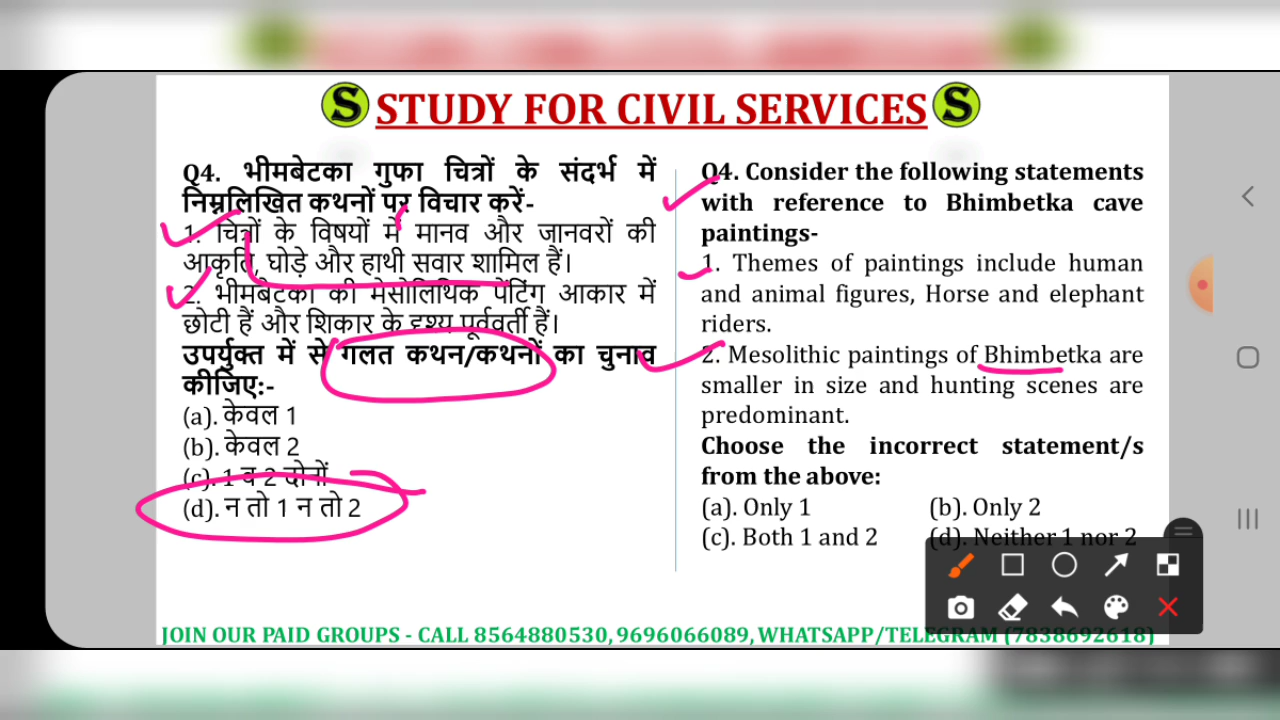 S STUDY FOR CIVIL SERVICES S
Q4. भीमबेटका गुफा चित्रों के संदर्भ में
निम्नलिखित कथनों पर विचार करें-
1. चित्रों के विषयों में मानव और जानवरों की
आकृति, घोड़े और हाथी सवार शामिल हैं।
2. भीमबेटका की मेसोलिथिक पेंटिंग आकार में
छोटी हैं और शिकार के दृश्य पूर्ववर्ती हैं।
उपर्युक्त में से गलत कथन/कथनों का चुनाव
कीजिए:-
(a). केवल 1
(b). केवल 2
(c). 1 व 2 दोनों
(d). न तो 1 न तो 2
Q4. Consider the following statements
with reference to Bhimbetka cave
paintings-
1. Themes of paintings include human
and animal figures, Horse and elephant
riders.
2. Mesolithic paintings of Bhimbetka are
smaller in size and hunting scenes are
predominant.
Choose the incorrect statement/s
from the above:
(a). Only 1 (b). Only 2
(c). Both 1 and 2 (d). Neither 1 nor 2
JOIN OUR PAID GROUPS - CALL 8564880530, 9696066089, WHATSAPP/TELEGRAM (7838692618)